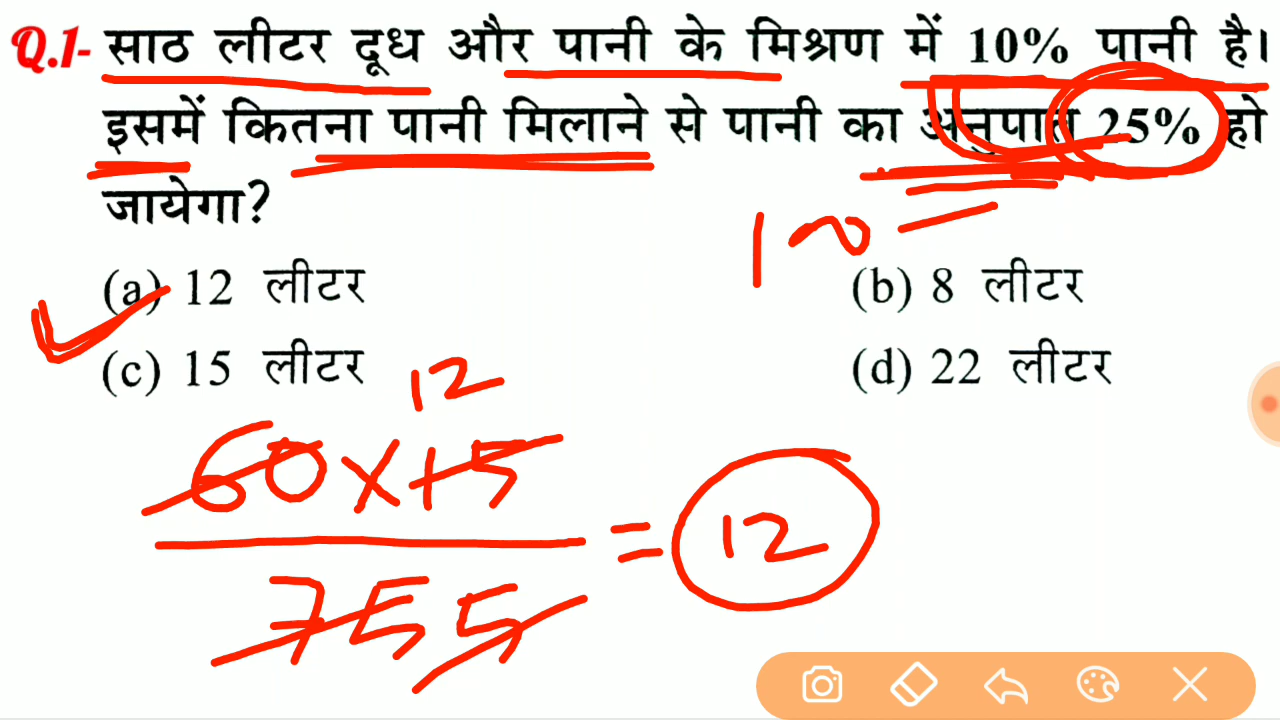 Q.1- साठ लीटर दूध और पानी के मिश्रण में 10% पानी है।
इसमें कितना पानी मिलाने से पानी का अनुपात 25% हो
जायेगा?
100
(a) 12 लीटर (b) 8 लीटर
(c) 15 लीटर (d) 22 लीटर
12
60 x 15
= 12
75 5